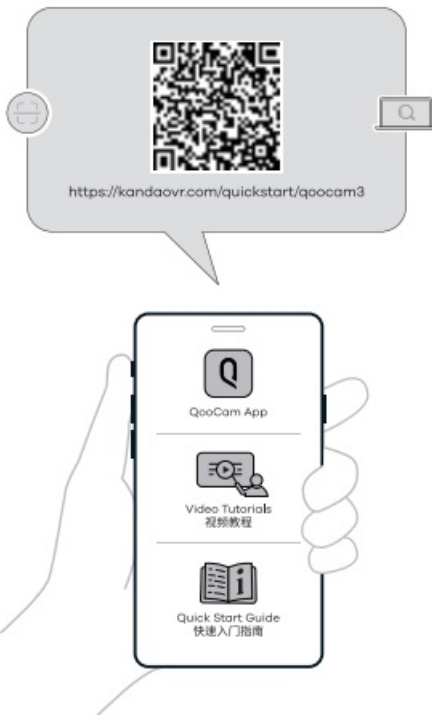 https://kandaovr.com/quickstart/qoocam3
QooCam App
Video Tutorials
视频教程
Quick Start Guide
快速入门指南